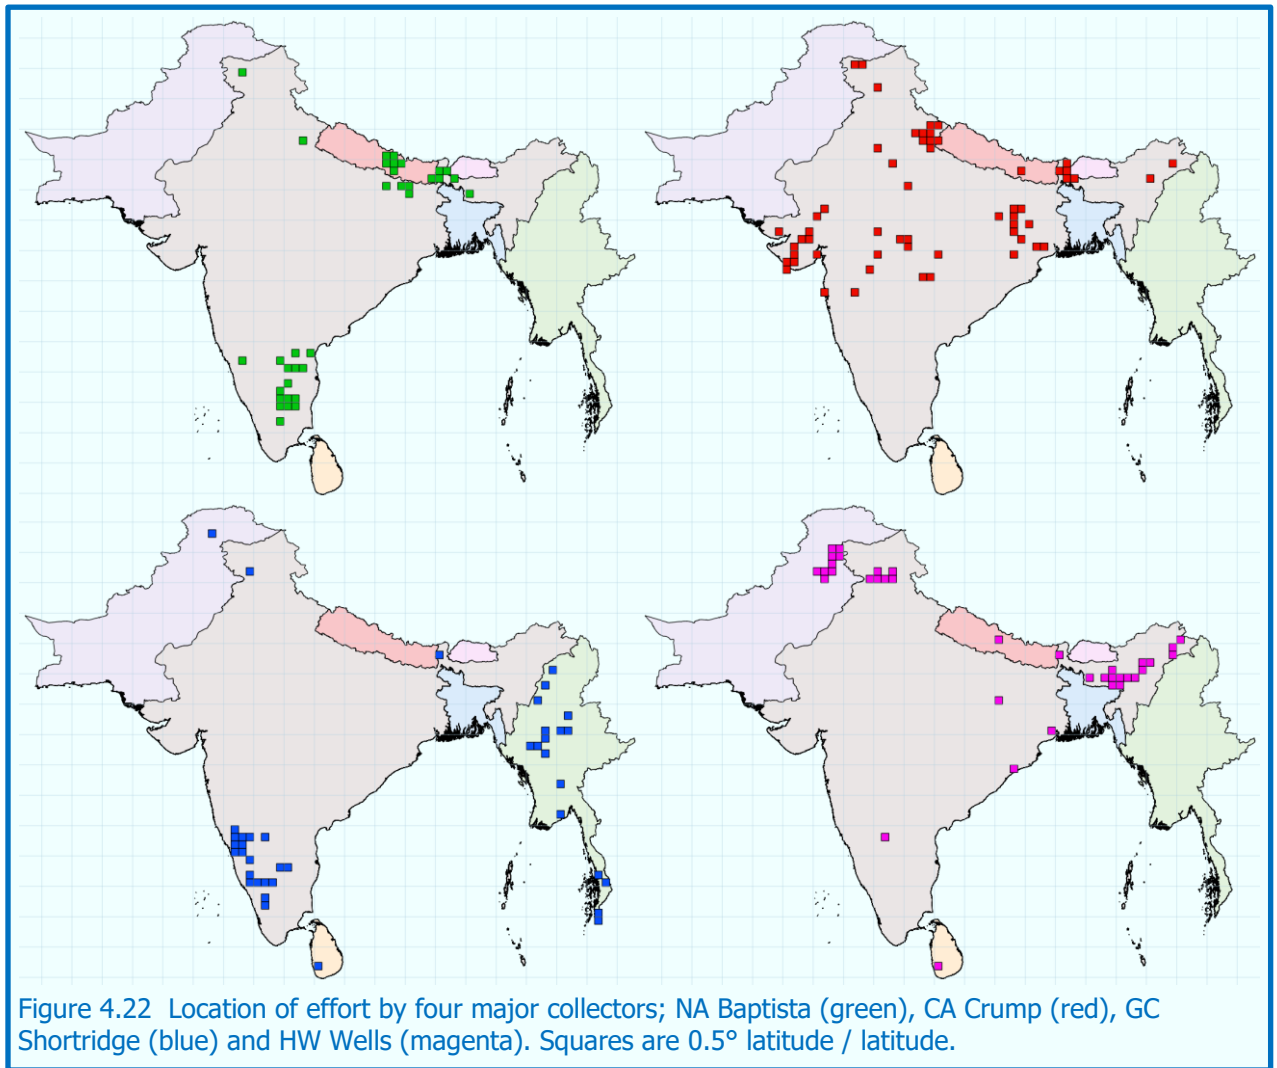 Figure 4.22  Location of effort by four major collectors; NA Baptista (green), CA Crump (red), GC
Shortridge (blue) and HW Wells (magenta). Squares are 0.5° latitude / latitude.